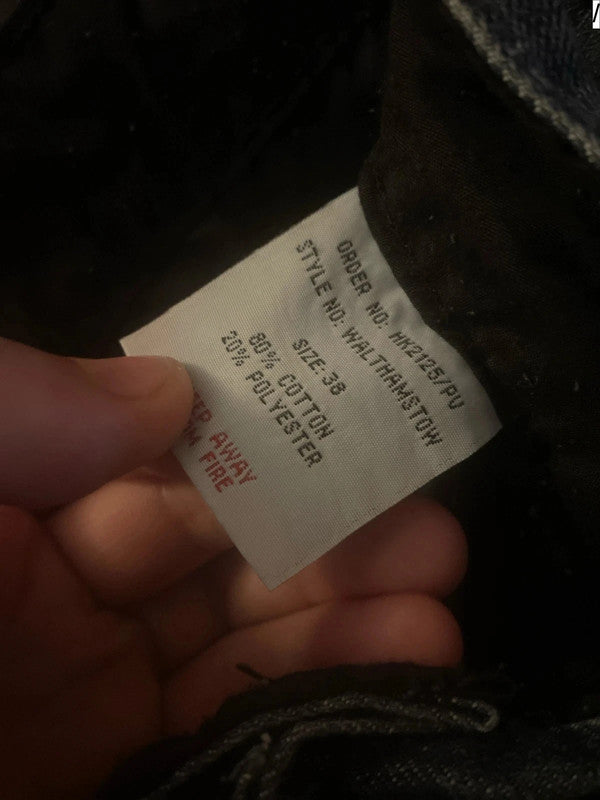 ORDER NO: HK2125/PU
STYLE NO: WALTHAMSTOW
SIZE: 38
80% COTTON
20% POLYESTER
AWAY
FIRE